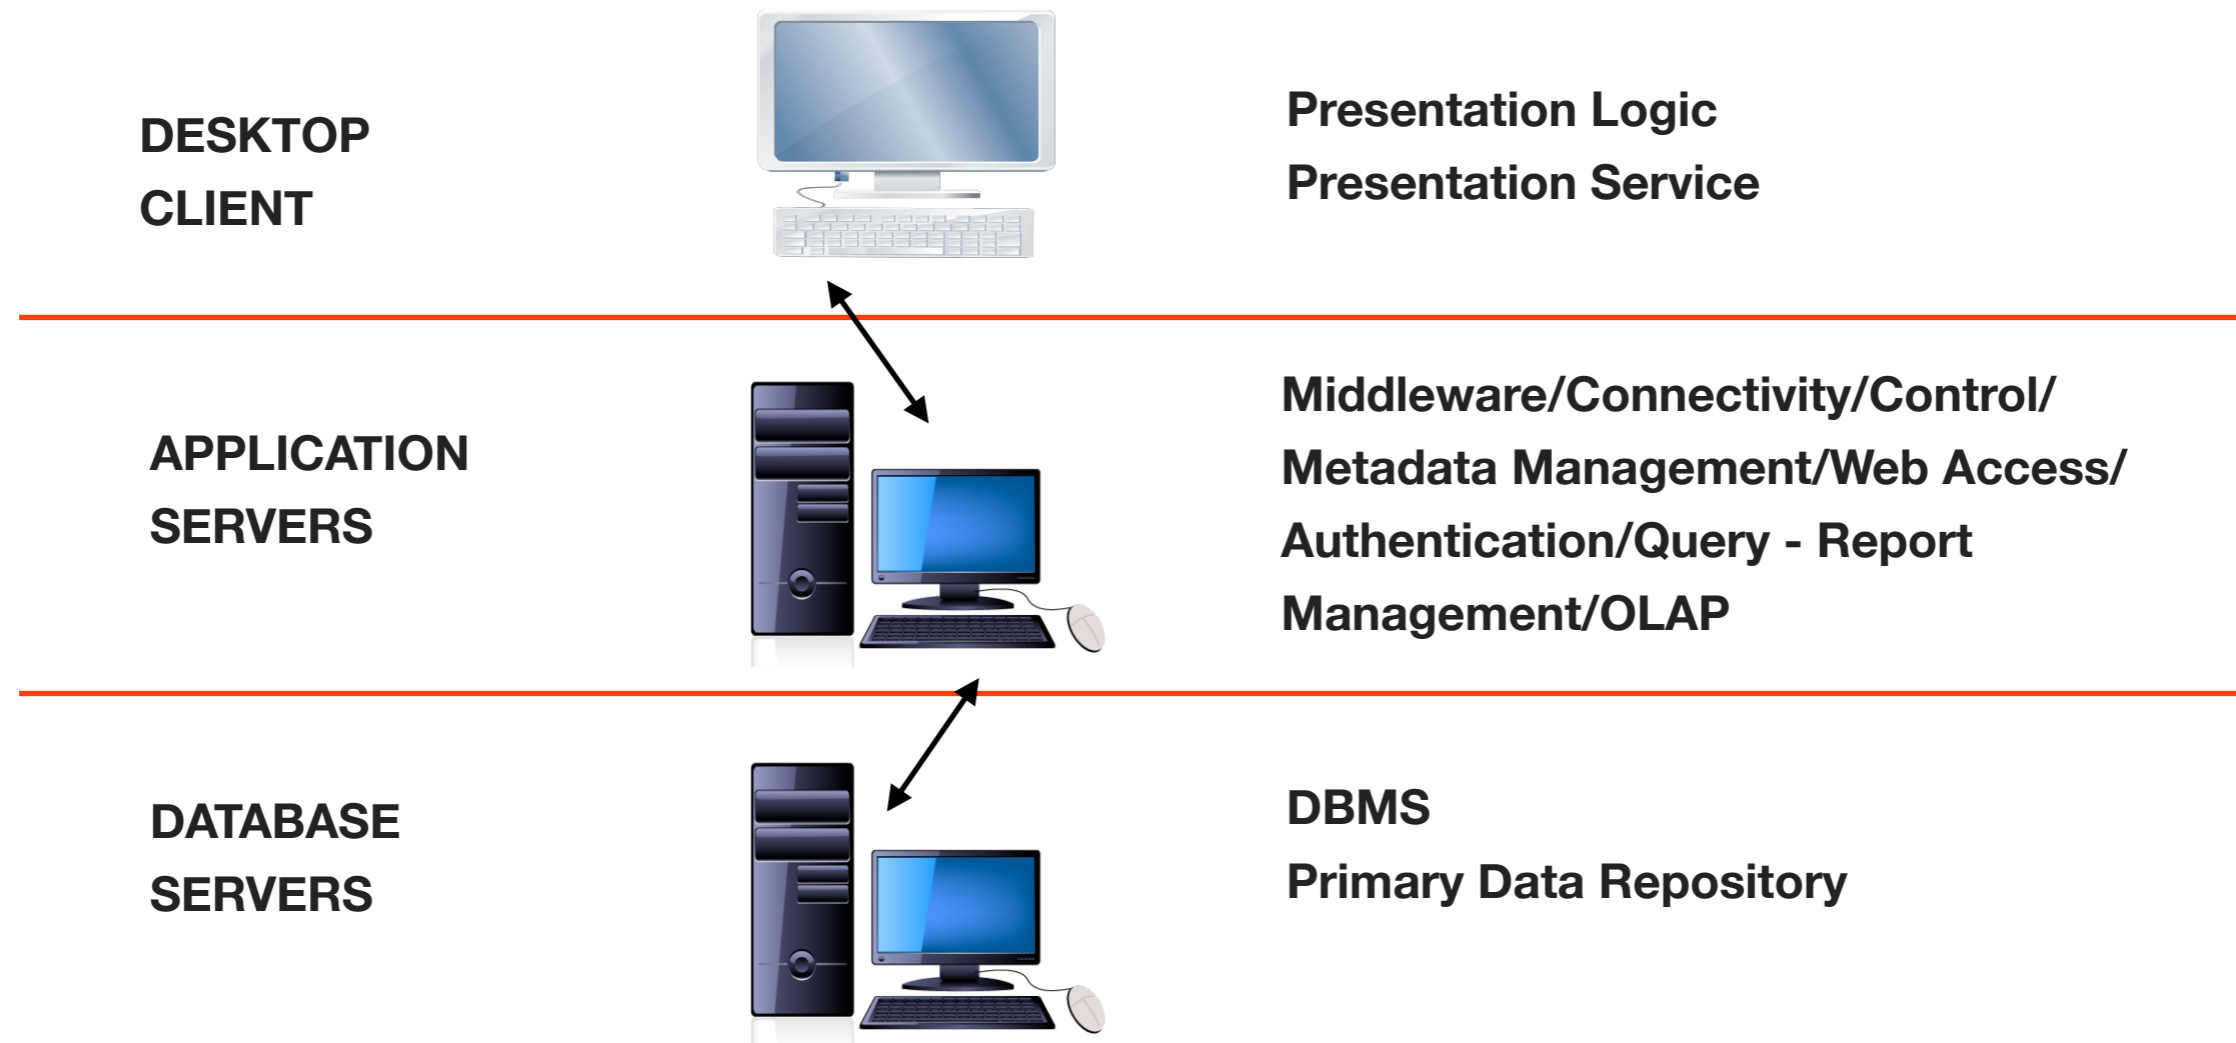 DESKTOP
CLIENT
Presentation Logic
Presentation Service
APPLICATION
SERVERS
Middleware/Connectivity/Control/
Metadata Management/Web Access/
Authentication/Query - Report
Management/OLAP
DATABASE
SERVERS
DBMS
Primary Data Repository